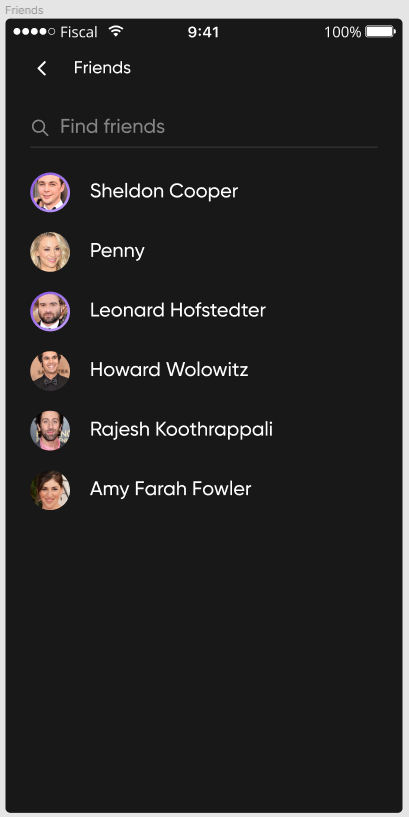 Friends
Fiscal 9:41 100%
Friends
Find friends
Sheldon Cooper
Penny
Leonard Hofstedter
Howard Wolowitz
Rajesh Koothrappali
Amy Farah Fowler